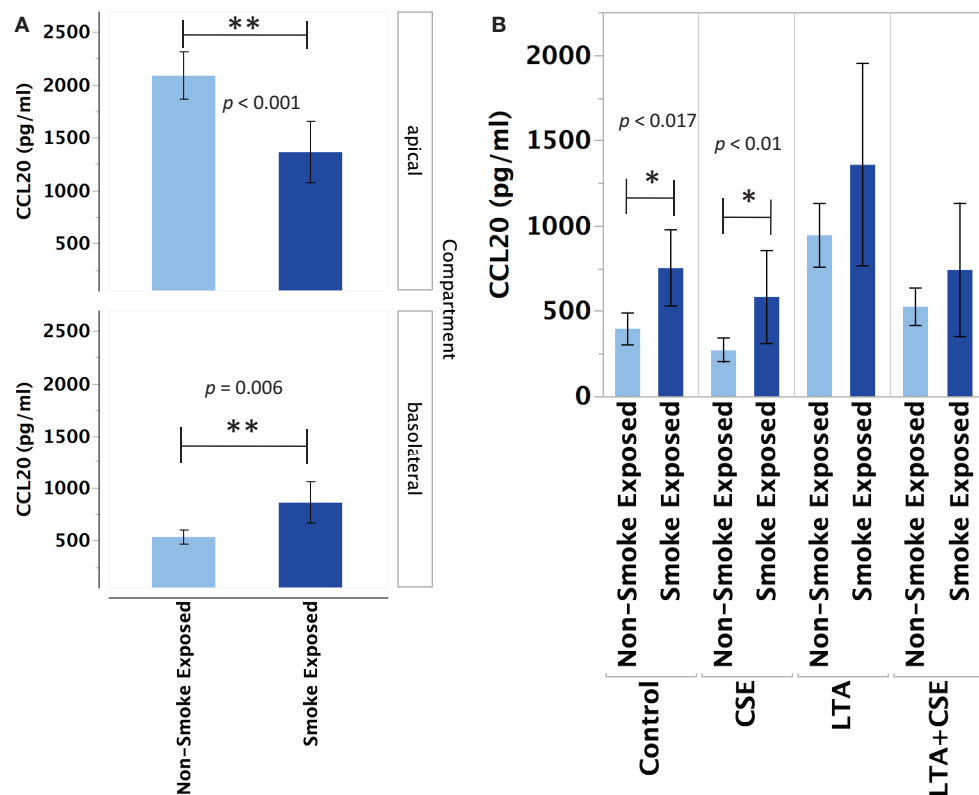 A
**
p < 0.001
2500
2000
1500
1000
500
CCL20 (pg/ml)
apical
Compartment
p = 0.006
**
2500
2000
1500
1000
500
CCL20 (pg/ml)
basolateral
Non-Smoke Exposed
Smoke Exposed
B
p < 0.017
*
p < 0.01
*
2000
1500
1000
500
0
CCL20 (pg/ml)
Non-Smoke Exposed
Smoke Exposed
Non-Smoke Exposed
Smoke Exposed
Non-Smoke Exposed
Smoke Exposed
Non-Smoke Exposed
Smoke Exposed
Control
CSE
LTA
LTA+CSE